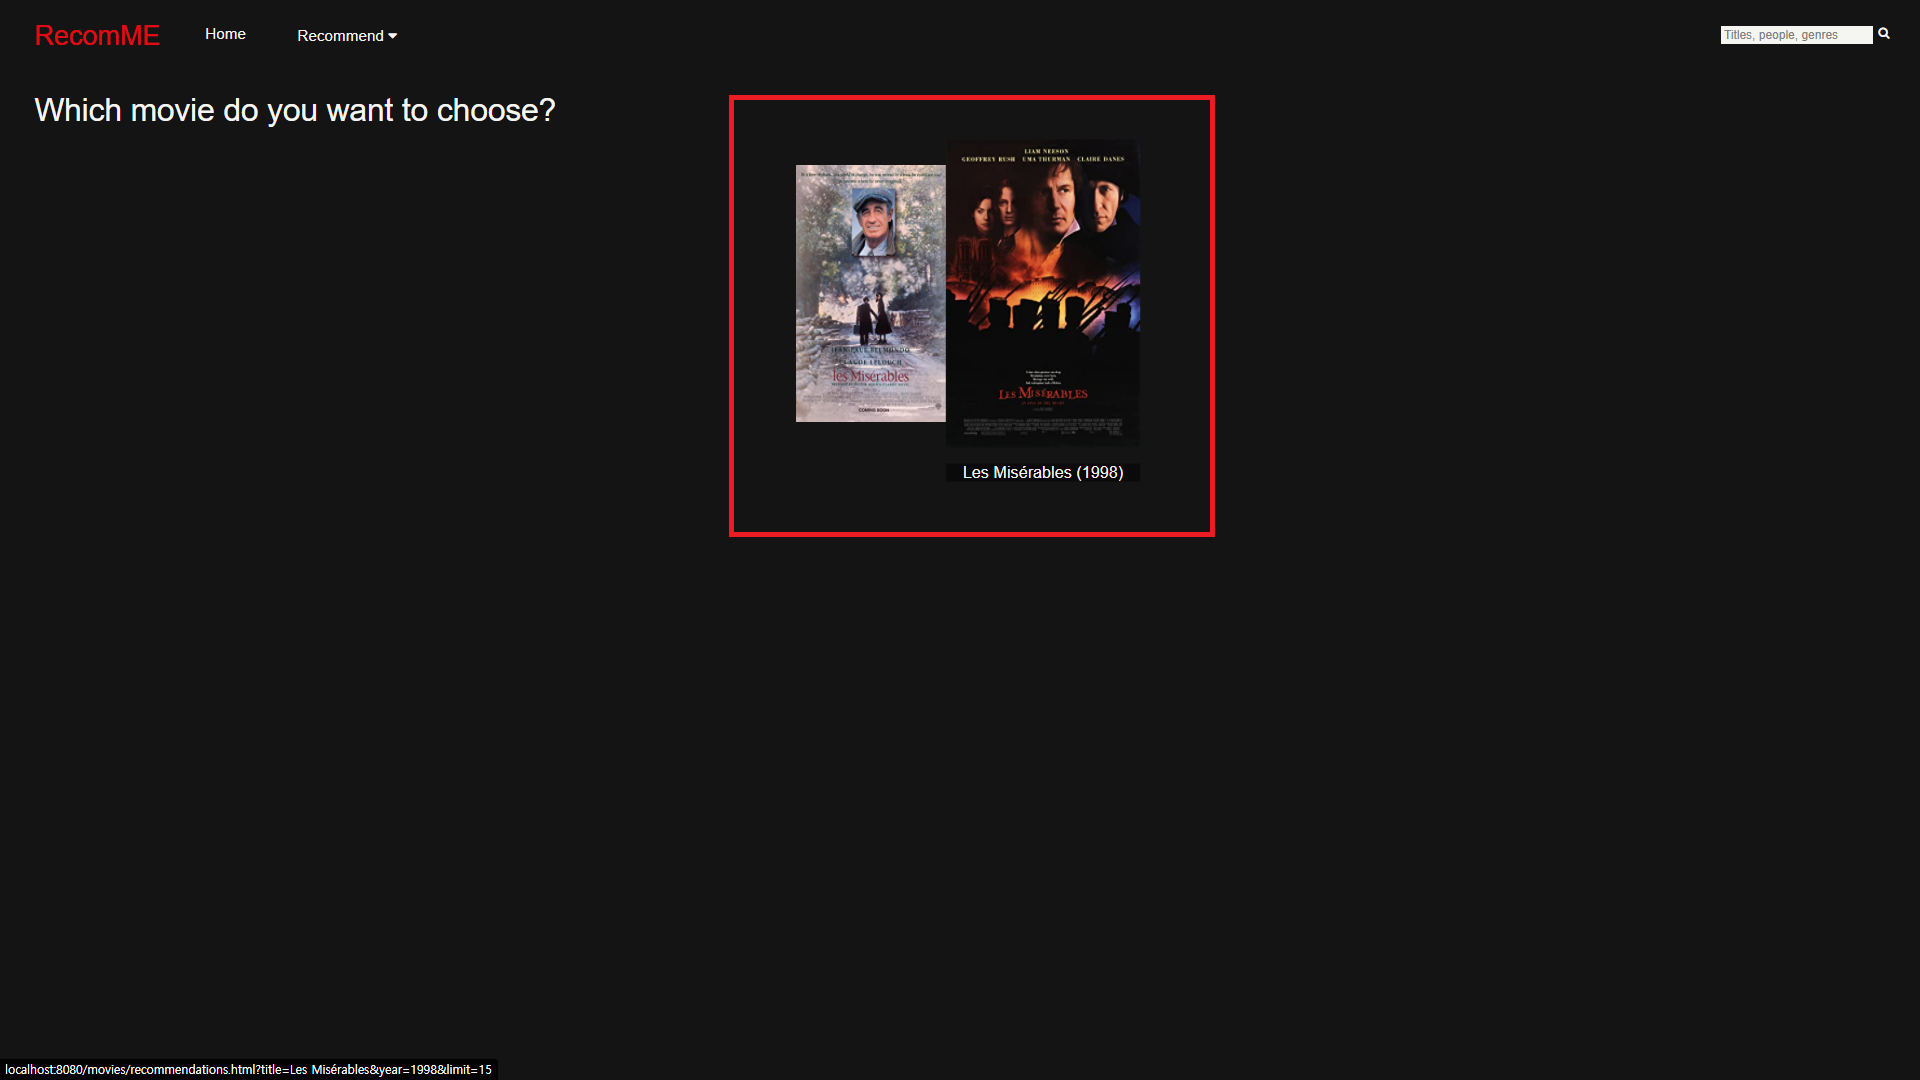 RecomME
Home
Recommend
Titles, people, genres
Which movie do you want to choose?
JEAN-PAUL BELMONDO
CLAUDE LELOUCH
les Misérables
COMING SOON
LIAM NEESON
GEOFFREY RUSH UMA THURMAN CLAIRE DANES
LES MISÉRABLES
Les Misérables (1998)
localhost:8080/movies/recommendations.html?title=Les Misérables&year=1998&limit=15